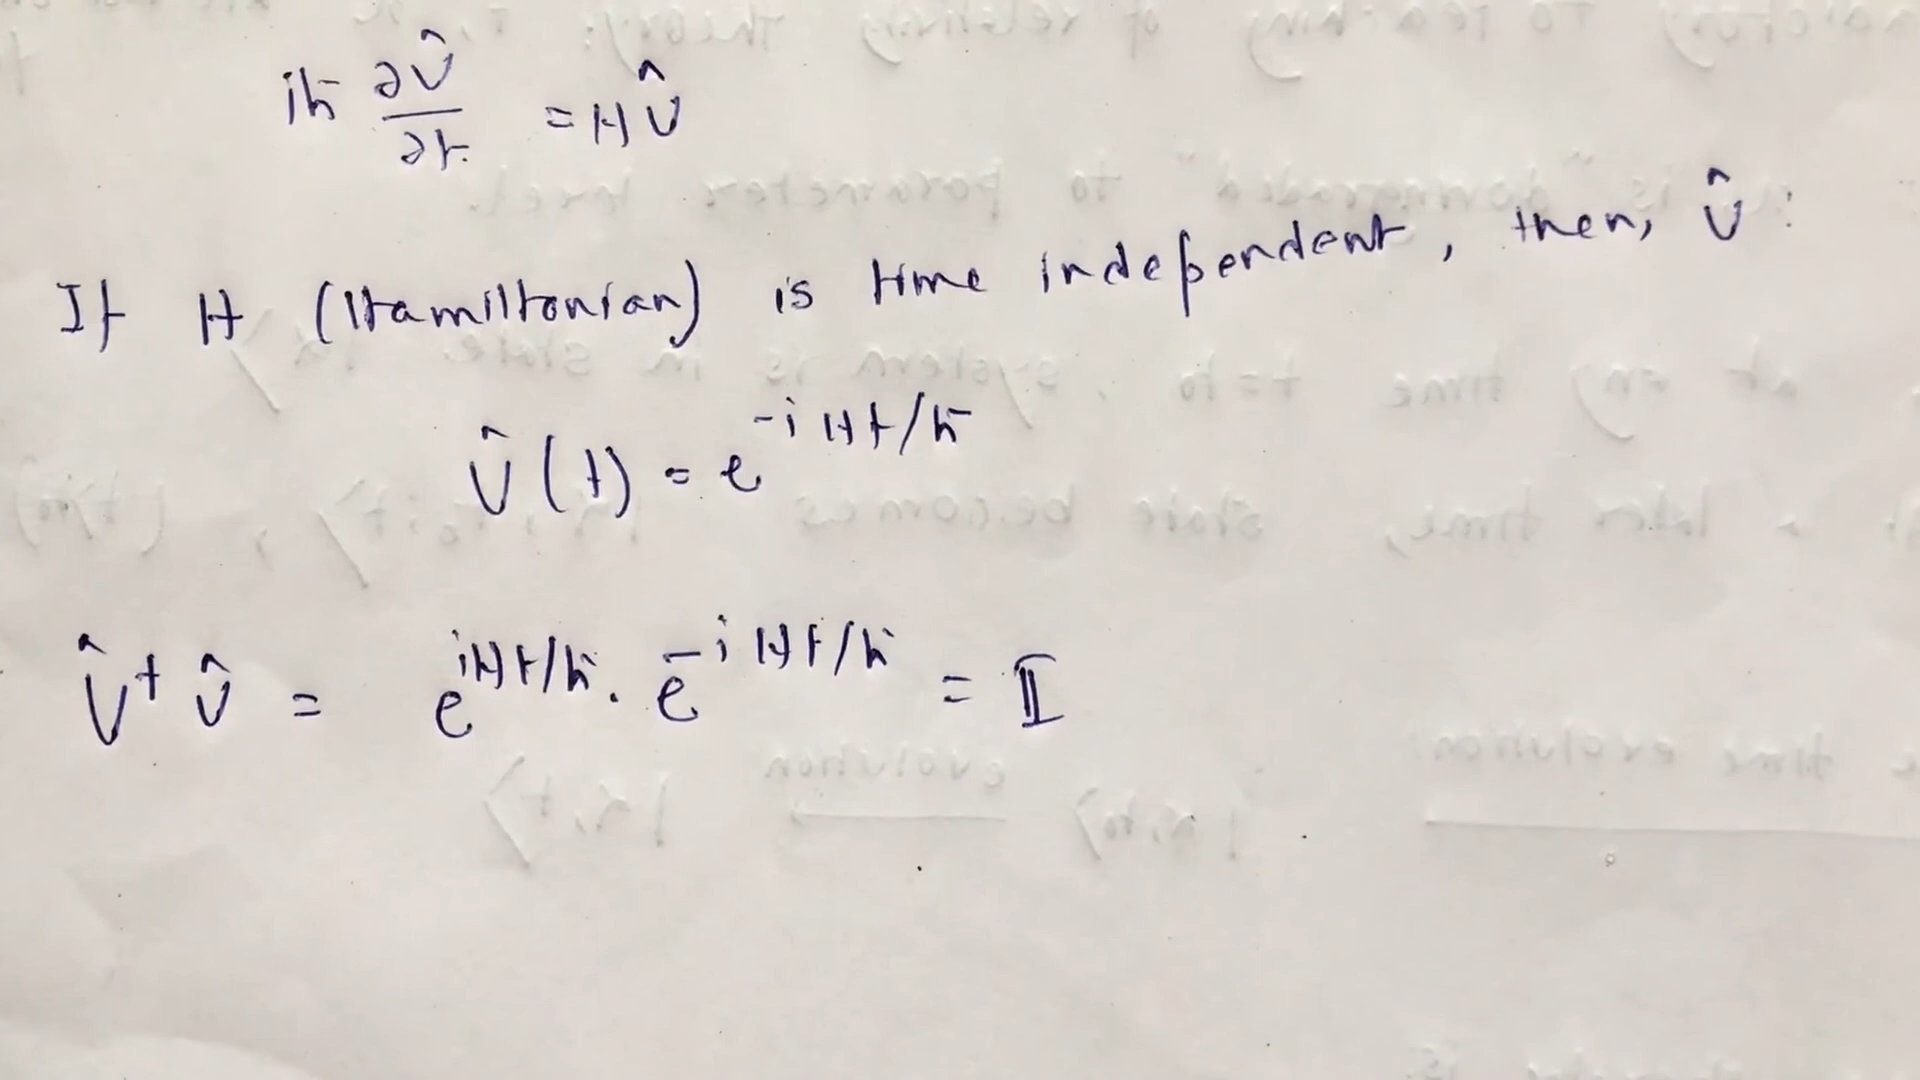 iħ ∂Û/∂t = HÛ
If H (Hamiltonian) is time independent, then, Û :
Û(t) = e^{-iHt/ħ}
Û† Û = e^{iHt/ħ} . e^{-iHt/ħ} = 𝕀